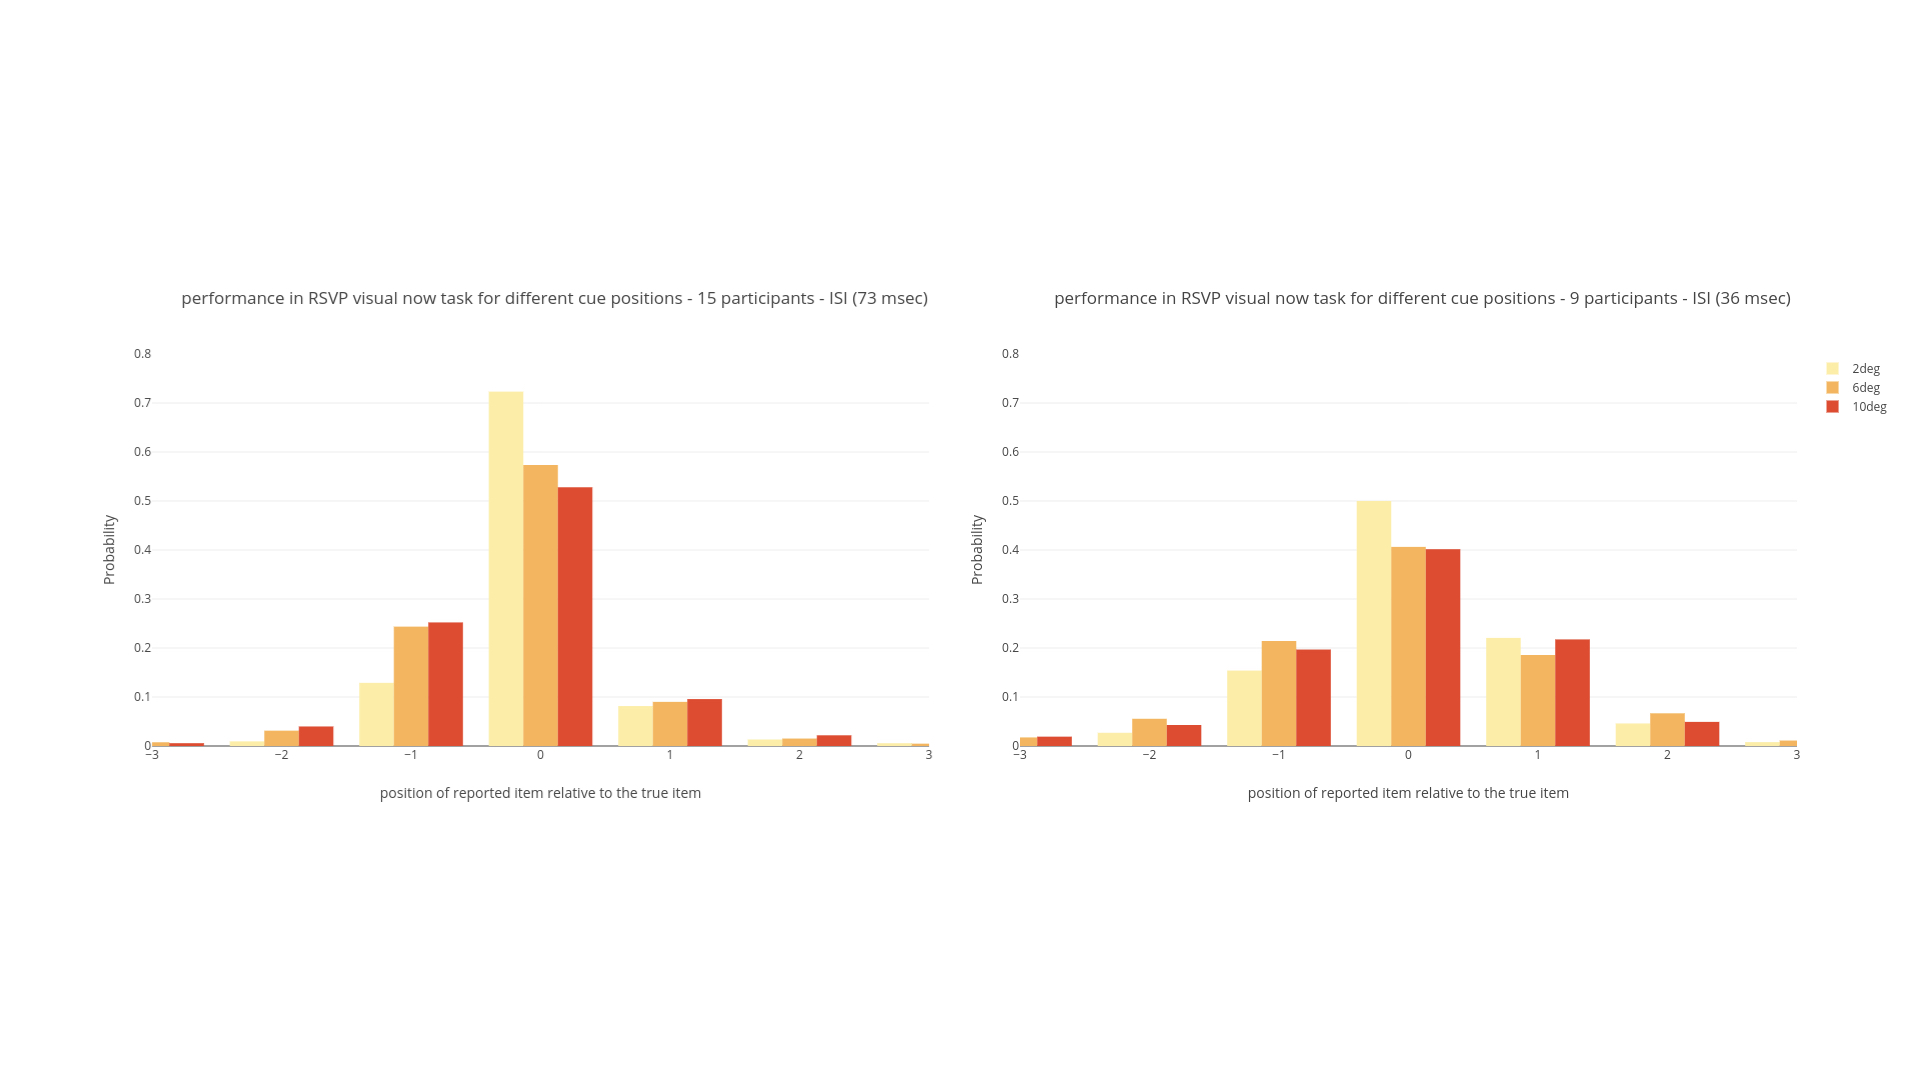 performance in RSVP visual now task for different cue positions - 15 participants - ISI (73 msec)
0.8
0.7
0.6
0.5
0.4
0.3
0.2
0.1
0
Probability
−3 −2 −1 0 1 2 3
position of reported item relative to the true item
performance in RSVP visual now task for different cue positions - 9 participants - ISI (36 msec)
0.8
0.7
0.6
0.5
0.4
0.3
0.2
0.1
0
Probability
−3 −2 −1 0 1 2 3
position of reported item relative to the true item
2deg
6deg
10deg